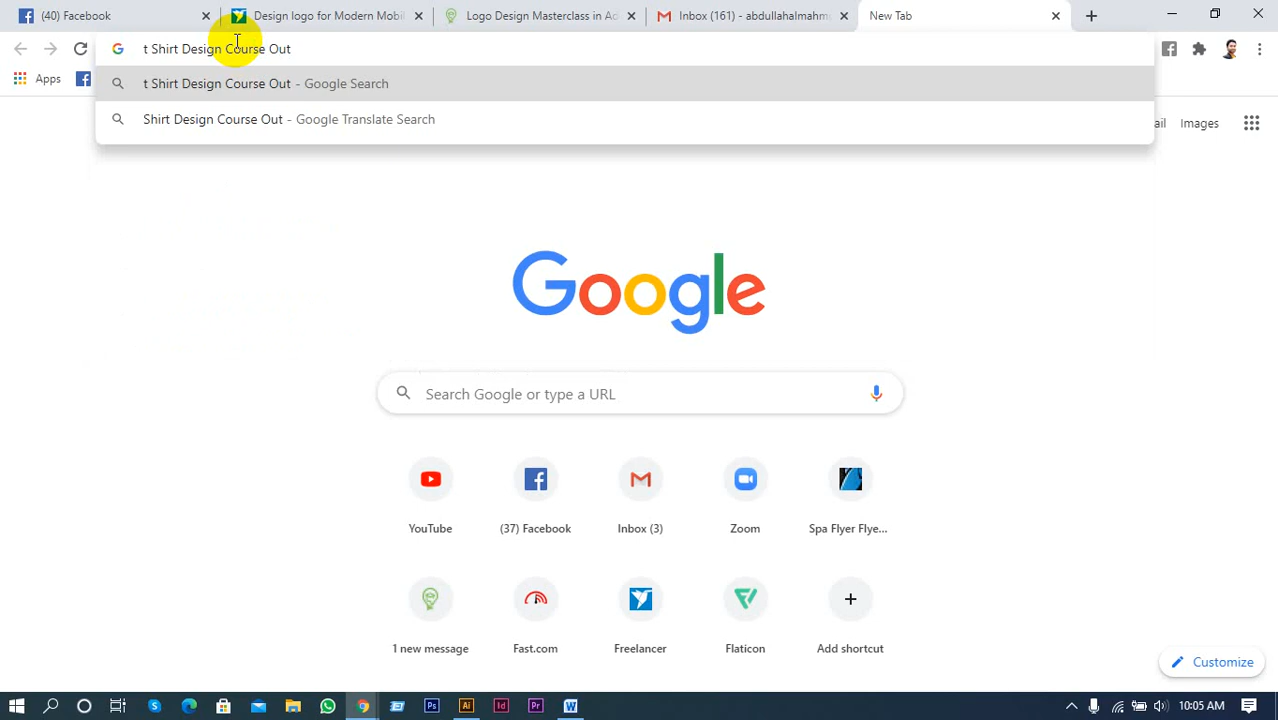 (40) Facebook
Design logo for Modern Mobil
Logo Dazign Masterclass in Ad
Inbox (161) - abdullahalmahm
New Tab
t Shirt Design Course Out
t Shirt Design Course Out - Google Search
Shirt Design Course Out - Google Translate Search
Apps
ail
Images
Google
Search Google or type a URL
YouTube
(37) Facebook
Inbox (3)
Zoom
Spa Flyer Flye...
1 new message
Fast.com
Freelancer
Flaticon
Add shortcut
Customize
10:05 AM